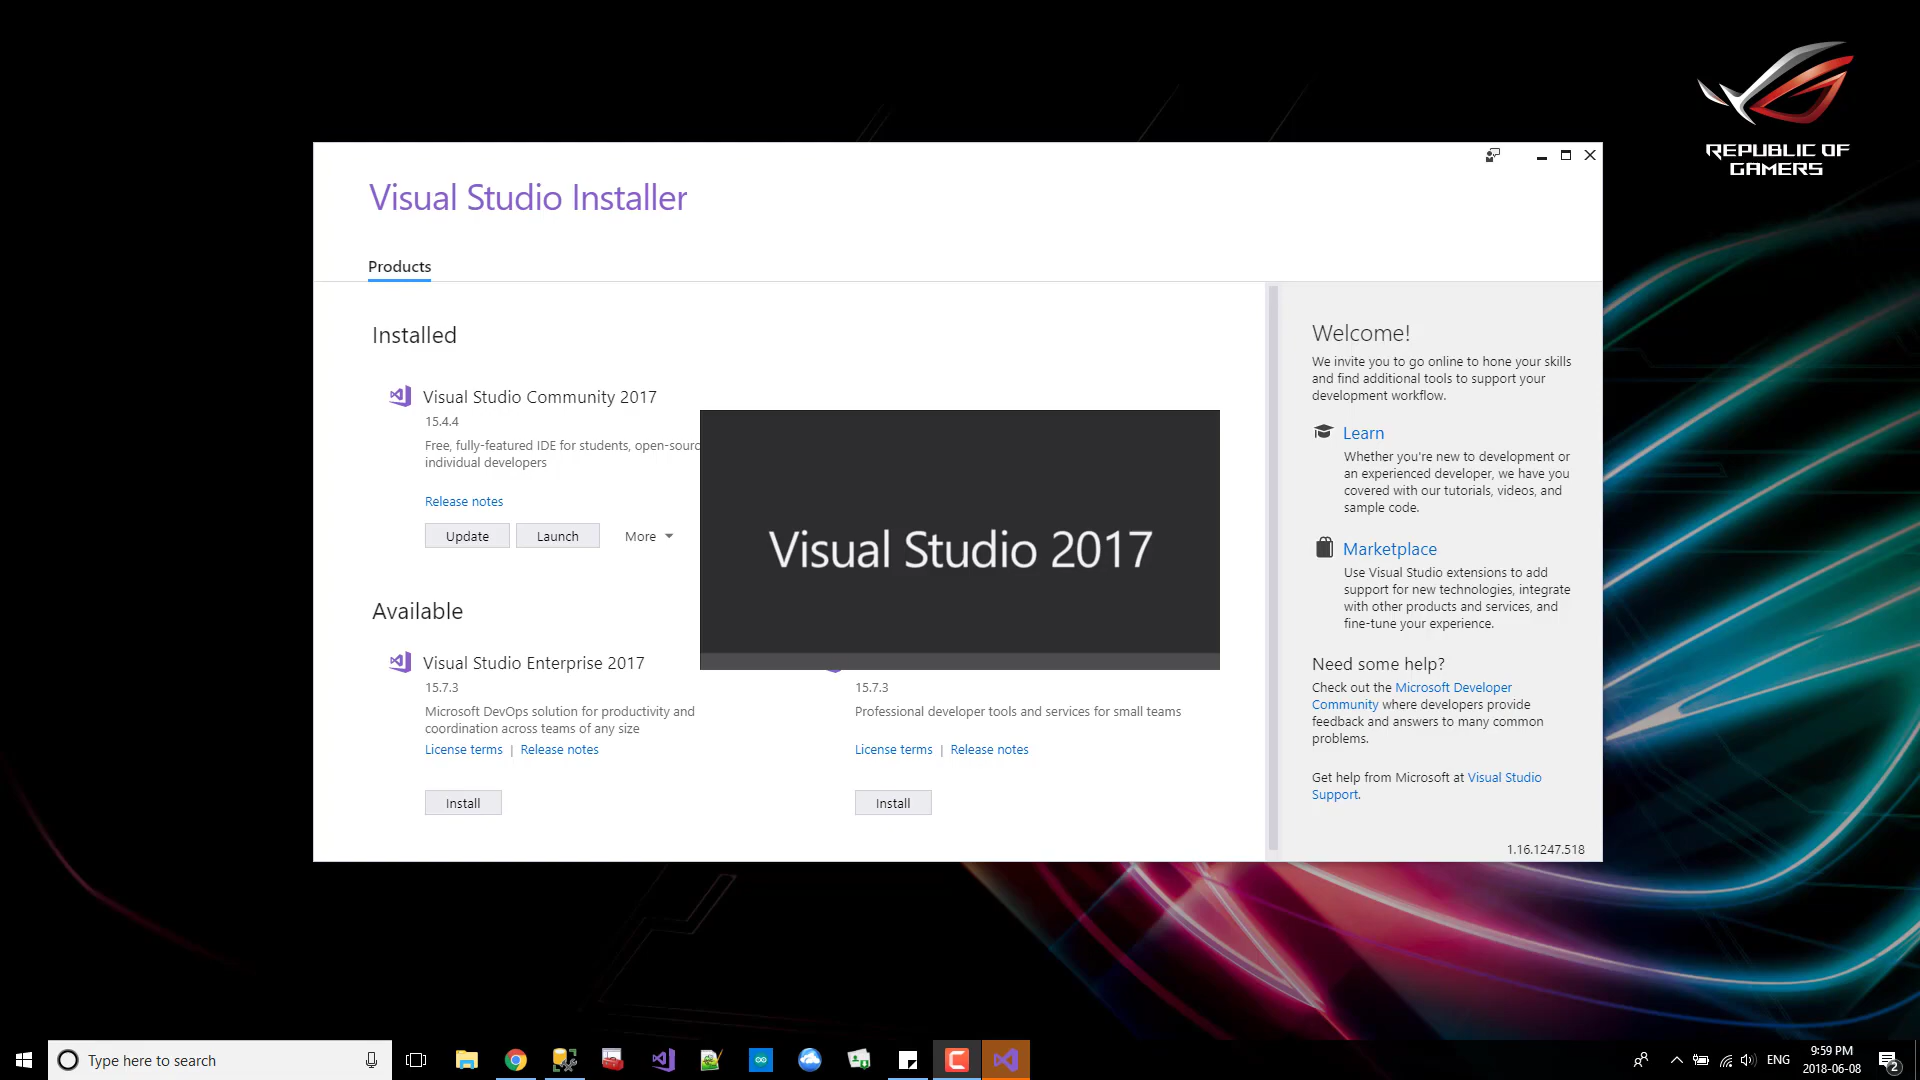 REPUBLIC OF
GAMERS
Visual Studio Installer
Products
Installed
Visual Studio Community 2017
15.4.4
Free, fully-featured IDE for students, open-sourc
individual developers
Release notes
Update Launch More
Visual Studio 2017
Available
Visual Studio Enterprise 2017
15.7.3
Microsoft DevOps solution for productivity and
coordination across teams of any size
License terms | Release notes
Install
15.7.3
Professional developer tools and services for small teams
License terms | Release notes
Install
Welcome!
We invite you to go online to hone your skills
and find additional tools to support your
development workflow.
Learn
Whether you're new to development or
an experienced developer, we have you
covered with our tutorials, videos, and
sample code.
Marketplace
Use Visual Studio extensions to add
support for new technologies, integrate
with other products and services, and
fine-tune your experience.
Need some help?
Check out the Microsoft Developer
Community where developers provide
feedback and answers to many common
problems.
Get help from Microsoft at Visual Studio
Support.
1.16.1247.518
Type here to search
ENG
9:59 PM
2018-06-08
2